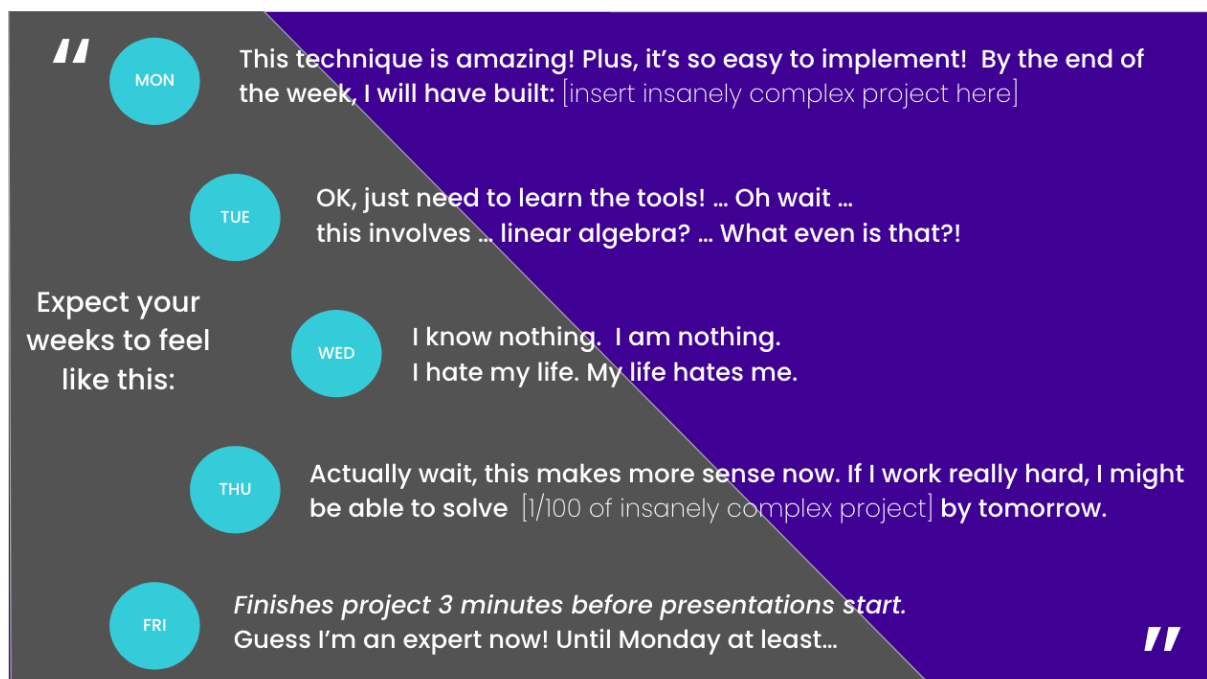 “
MON
This technique is amazing! Plus, it’s so easy to implement!  By the end of
the week, I will have built: [insert insanely complex project here]
TUE
OK, just need to learn the tools! ... Oh wait ...
this involves ... linear algebra? ... What even is that?!
Expect your
weeks to feel
like this:
WED
I know nothing.  I am nothing.
I hate my life. My life hates me.
THU
Actually wait, this makes more sense now. If I work really hard, I might
be able to solve  [1/100 of insanely complex project] by tomorrow.
FRI
Finishes project 3 minutes before presentations start.
Guess I’m an expert now! Until Monday at least...
”